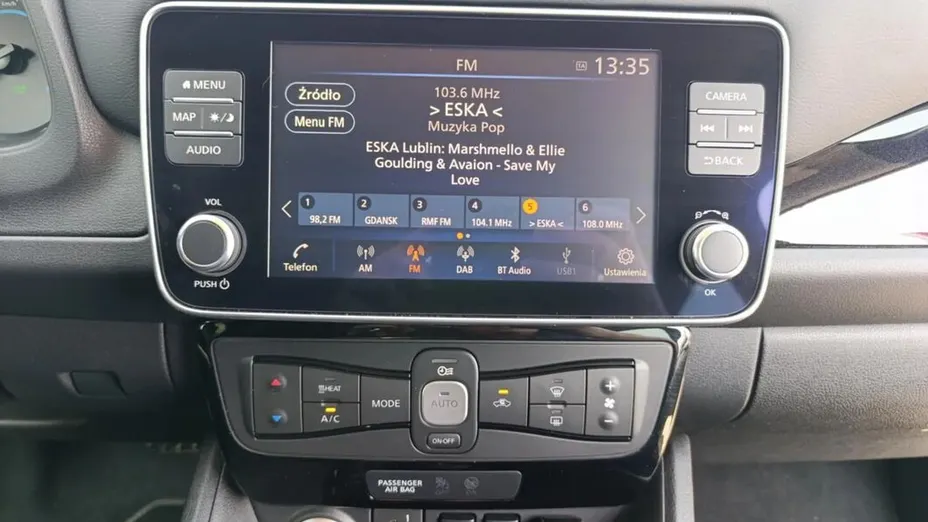 km/h
FM
1A
13:35
MENU
MAP
AUDIO
Źródło
Menu FM
103.6 MHz
> ESKA <
Muzyka Pop
ESKA Lublin: Marshmello & Ellie
Goulding & Avaion - Save My
Love
CAMERA
BACK
1
98,2 FM
2
GDANSK
3
RMF FM
4
104.1 MHz
5
> ESKA <
6
108.0 MHz
VOL
PUSH
Telefon
AM
FM
DAB
BT Audio
USB1
Ustawienia
OK
HEAT
A/C
MODE
AUTO
ON·OFF
+
−
PASSENGER
AIR BAG